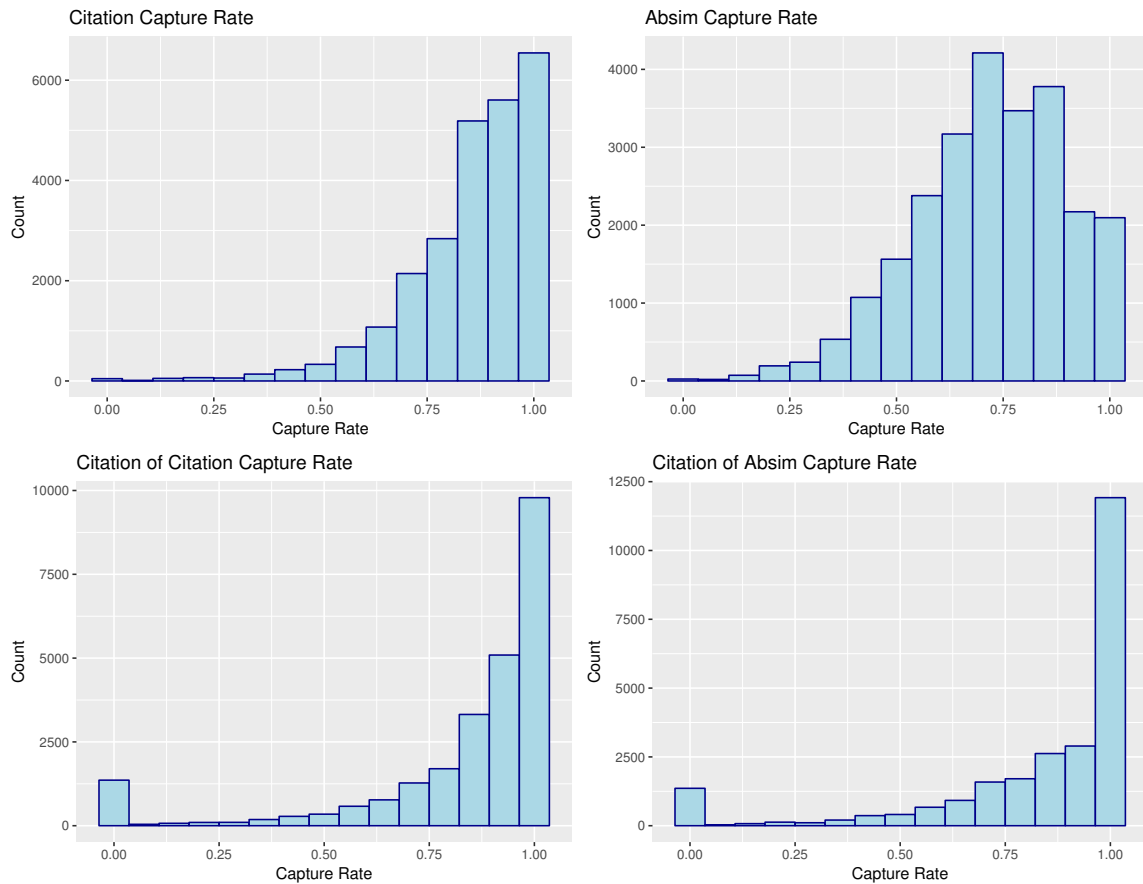 Citation Capture Rate
6000
4000
2000
0
Count
0.00 0.25 0.50 0.75 1.00
Capture Rate
Absim Capture Rate
4000
3000
2000
1000
0
Count
0.00 0.25 0.50 0.75 1.00
Capture Rate
Citation of Citation Capture Rate
10000
7500
5000
2500
0
Count
0.00 0.25 0.50 0.75 1.00
Capture Rate
Citation of Absim Capture Rate
12500
10000
7500
5000
2500
0
Count
0.00 0.25 0.50 0.75 1.00
Capture Rate